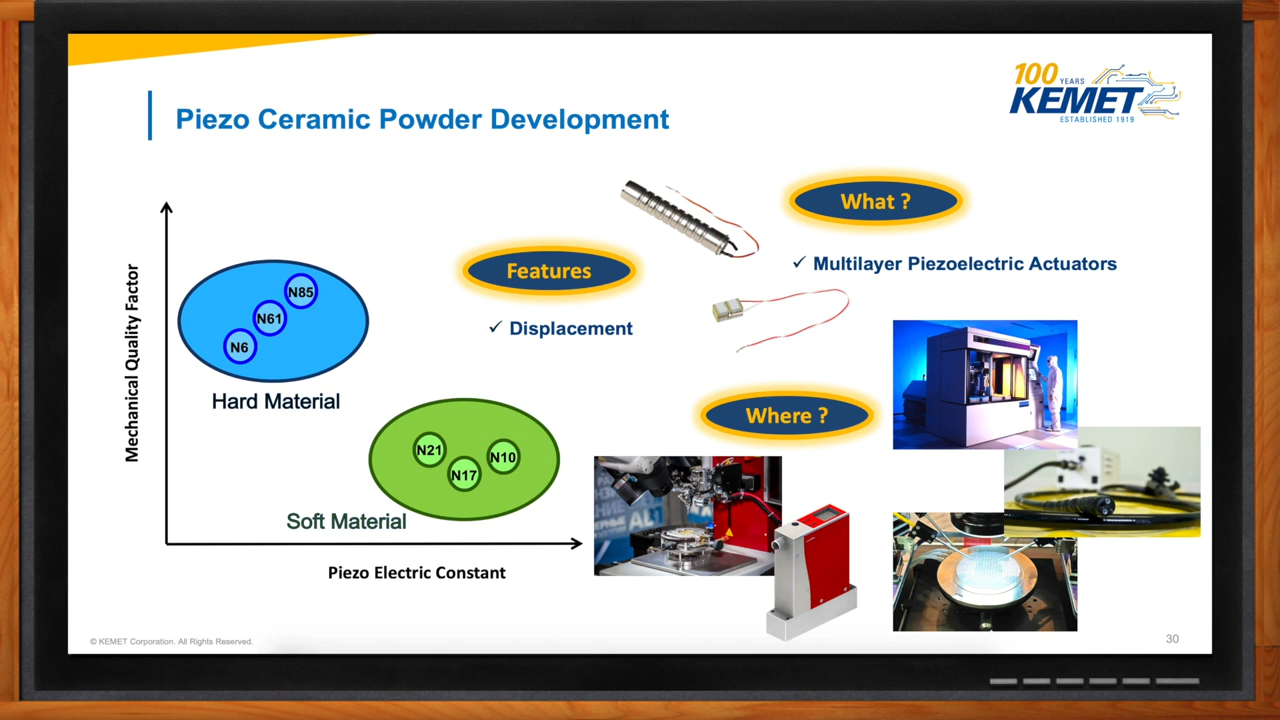 100 YEARS
KEMET
ESTABLISHED 1919
Piezo Ceramic Powder Development
What ?
✓ Multilayer Piezoelectric Actuators
Features
✓ Displacement
Where ?
Mechanical Quality Factor
N85
N61
N6
Hard Material
N21
N17
N10
Soft Material
Piezo Electric Constant
© KEMET Corporation. All Rights Reserved.
30